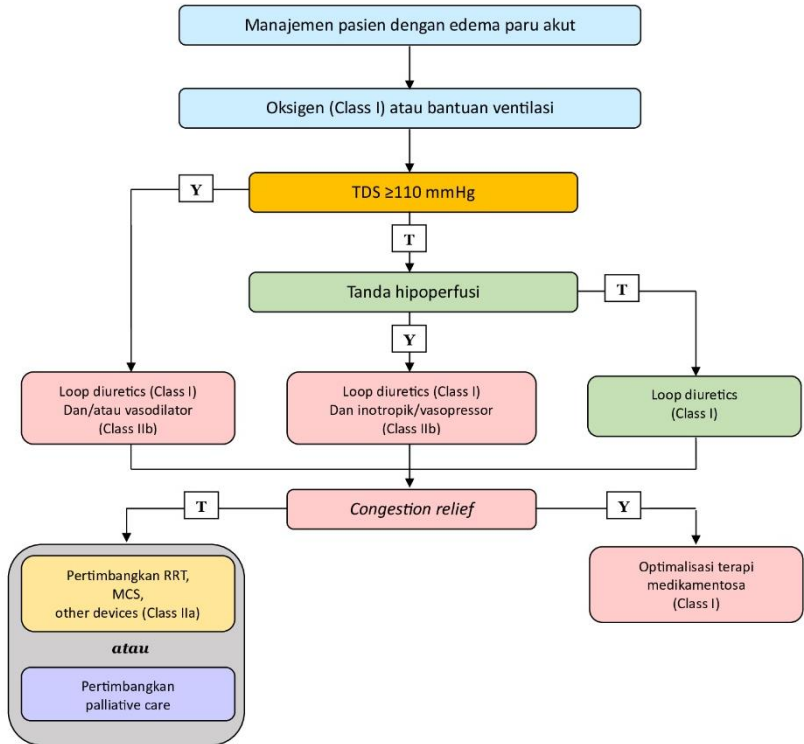 Manajemen pasien dengan edema paru akut
Oksigen (Class I) atau bantuan ventilasi
Y
TDS ≥110 mmHg
T
Tanda hipoperfusi
T
Y
Loop diuretics (Class I)
Dan/atau vasodilator
(Class IIb)
Loop diuretics (Class I)
Dan inotropik/vasopressor
(Class IIb)
Loop diuretics
(Class I)
T
Congestion relief
Y
Pertimbangkan RRT,
MCS,
other devices (Class IIa)
atau
Pertimbangkan
palliative care
Optimalisasi terapi
medikamentosa
(Class I)